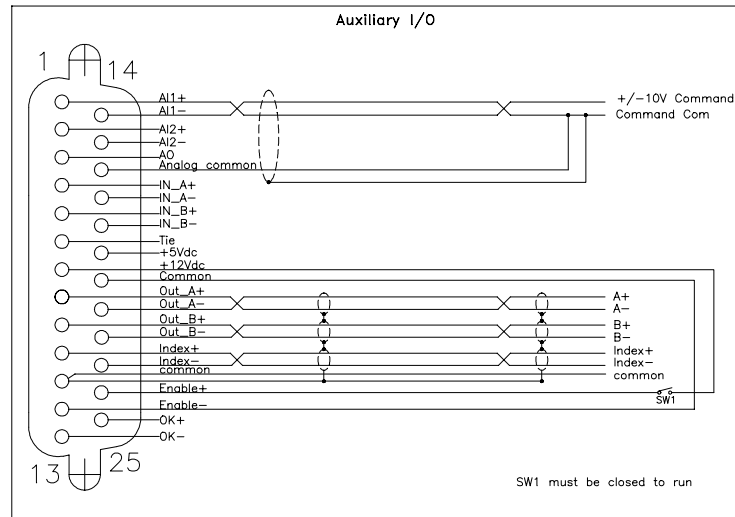 Auxiliary I/O
1
14
AI1+
AI1-
AI2+
AI2-
AO
Analog common
IN_A+
IN_A-
IN_B+
IN_B-
Tie
+5Vdc
+12Vdc
Common
Out_A+
Out_A-
Out_B+
Out_B-
Index+
Index-
common
Enable+
Enable-
OK+
OK-
13
25
+/-10V Command
Command Com
A+
A-
B+
B-
Index+
Index-
common
SW1
SW1 must be closed to run